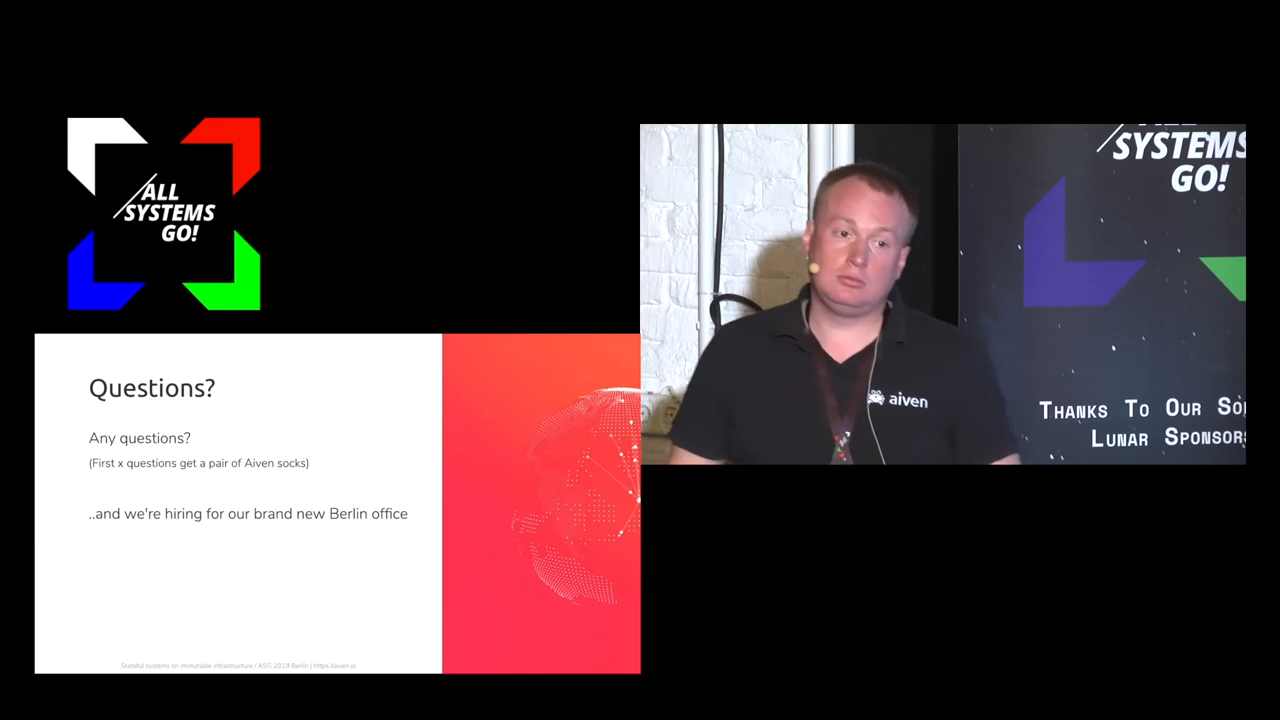 ALL
SYSTEMS
GO!
Questions?
Any questions?
(First x questions get a pair of Aiven socks)
..and we're hiring for our brand new Berlin office
Stateful systems on immutable infrastructure / ASG 2019 Berlin | https://aiven.io
SYSTEMS
GO!
aiven
THANKS TO OUR
LUNAR SPONSORS